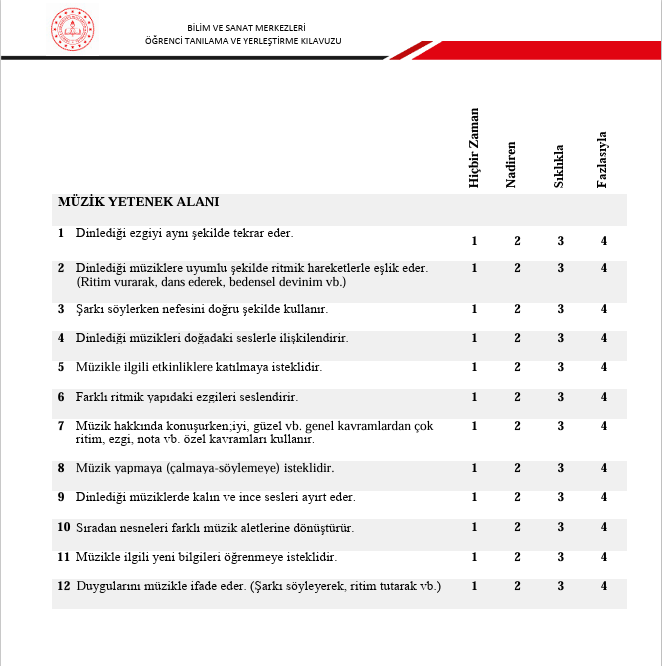 BİLİM VE SANAT MERKEZLERİ
ÖĞRENCİ TANILAMA VE YERLEŞTİRME KILAVUZU
Hiçbir Zaman
Nadiren
Sıklıkla
Fazlasıyla
MÜZİK YETENEK ALANI
1 Dinlediği ezgiyi aynı şekilde tekrar eder. 1 2 3 4
2 Dinlediği müziklere uyumlu şekilde ritmik hareketlerle eşlik eder. 1 2 3 4
(Ritim vurarak, dans ederek, bedensel devinim vb.)
3 Şarkı söylerken nefesini doğru şekilde kullanır. 1 2 3 4
4 Dinlediği müzikleri doğadaki seslerle ilişkilendirir. 1 2 3 4
5 Müzikle ilgili etkinliklere katılmaya isteklidir. 1 2 3 4
6 Farklı ritmik yapıdaki ezgileri seslendirir. 1 2 3 4
7 Müzik hakkında konuşurken;iyi, güzel vb. genel kavramlardan çok 1 2 3 4
ritim, ezgi, nota vb. özel kavramları kullanır.
8 Müzik yapmaya (çalmaya-söylemeye) isteklidir. 1 2 3 4
9 Dinlediği müziklerde kalın ve ince sesleri ayırt eder. 1 2 3 4
10 Sıradan nesneleri farklı müzik aletlerine dönüştürür. 1 2 3 4
11 Müzikle ilgili yeni bilgileri öğrenmeye isteklidir. 1 2 3 4
12 Duygularını müzikle ifade eder. (Şarkı söyleyerek, ritim tutarak vb.) 1 2 3 4